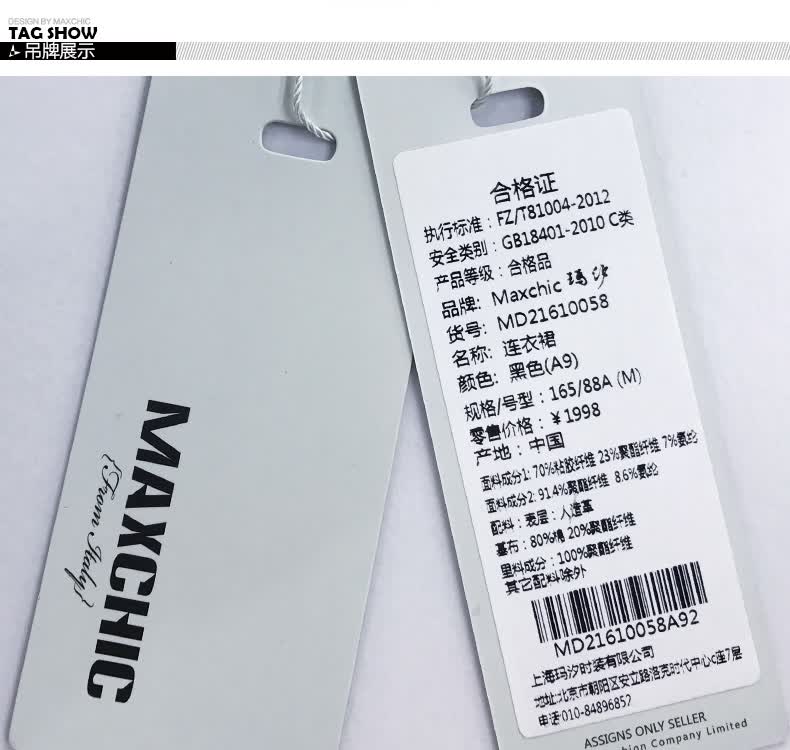 DESIGN BY MAXCHIC
TAG SHOW
吊牌展示
MAXCHIC
{From Italy}
合格证
执行标准：FZ/T81004-2012
安全类别：GB18401-2010 C类
产品等级：合格品
品牌: Maxchic 玛汐
货号: MD21610058
名称: 连衣裙
颜色: 黑色(A9)
规格/号型：165/88A (M)
零售价格：¥1998
产地：中国
面料成分1: 70%粘胶纤维 23%聚酯纤维 7%氨纶
面料成分2: 91.4%聚酯纤维 8.6%氨纶
配料：表层：人造革
基布：80%棉 20%聚酯纤维
里料成分：100%聚酯纤维
其它配料除外
MD21610058A92
上海玛汐时装有限公司
地址:北京市朝阳区安立路洛克时代中心c座7层
电话:010-84896857
ASSIGNS ONLY SELLER
Company Limited